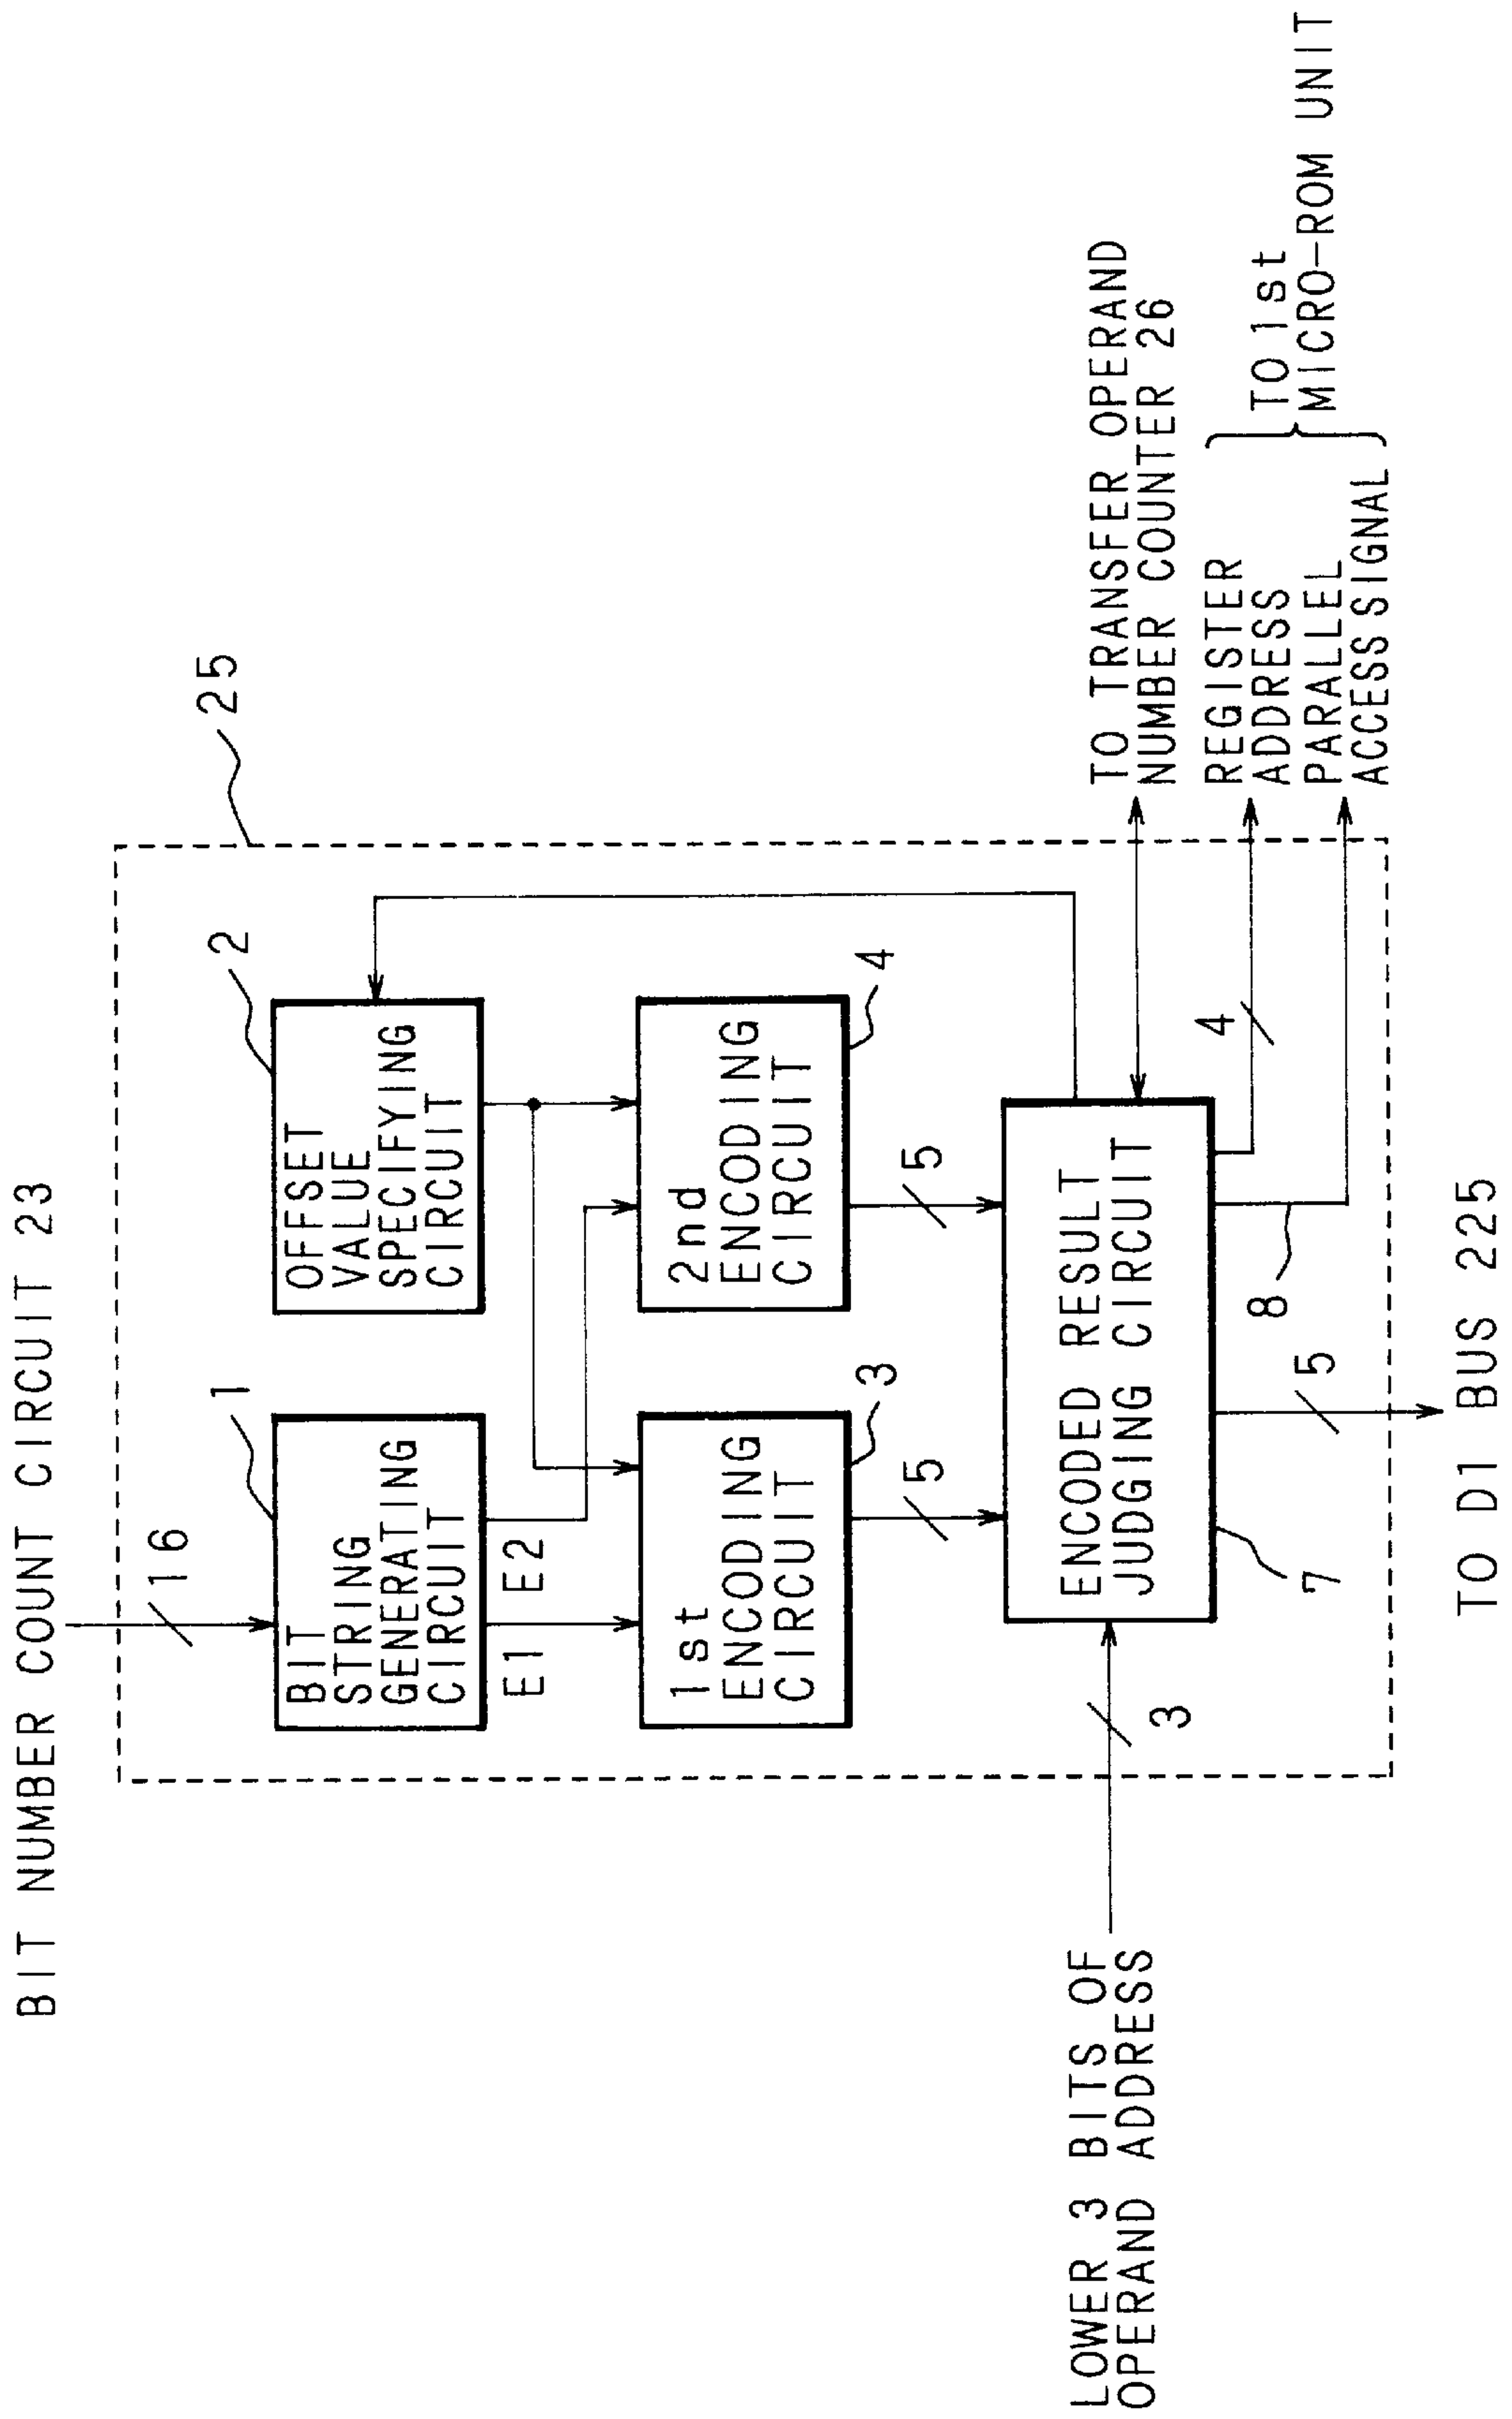 BIT NUMBER COUNT CIRCUIT 23
16
25
1
2
BIT
STRING
GENERATING
CIRCUIT
OFFSET
VALUE
SPECIFYING
CIRCUIT
E1
E2
1st
ENCODING
CIRCUIT
3
2nd
ENCODING
CIRCUIT
4
5
5
LOWER 3 BITS OF
OPERAND ADDRESS
3
ENCODED RESULT
JUDGING CIRCUIT
7
8
4
5
TO TRANSFER OPERAND
NUMBER COUNTER 26
REGISTER
ADDRESS
PARALLEL
ACCESS SIGNAL
TO 1st
MICRO-ROM UNIT
TO D1 BUS 225